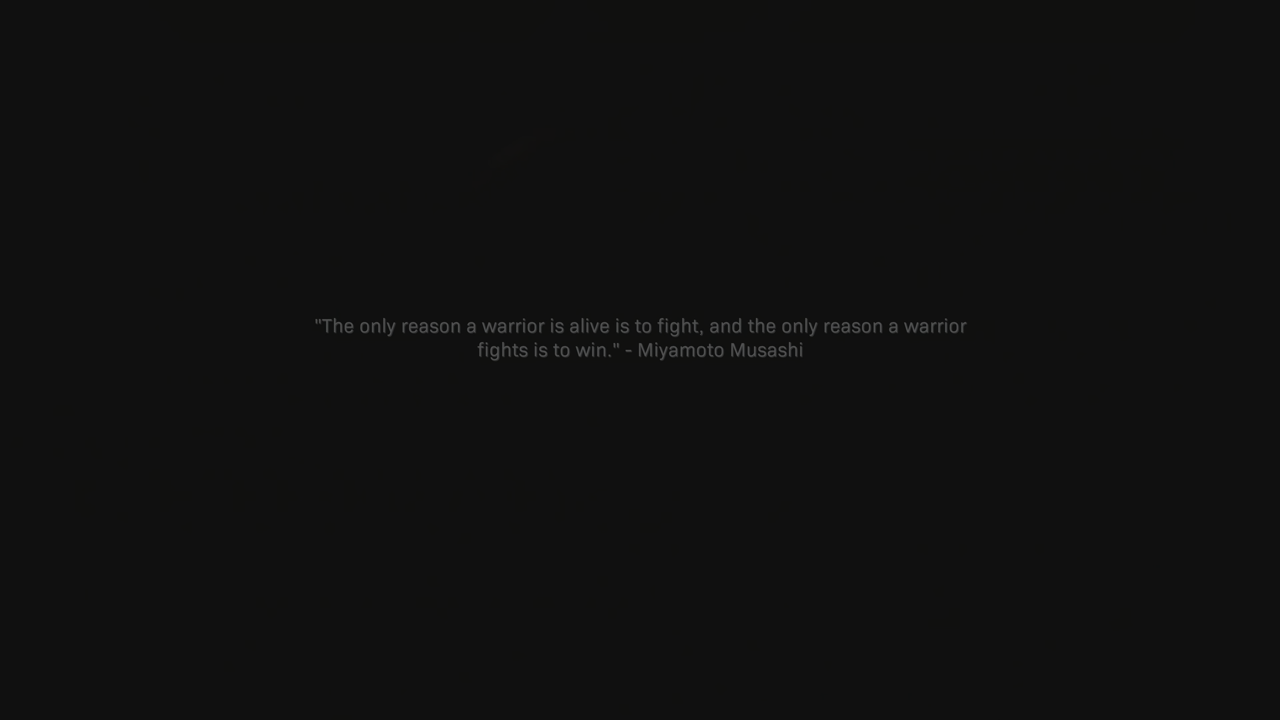 "The only reason a warrior is alive is to fight, and the only reason a warrior
fights is to win." - Miyamoto Musashi